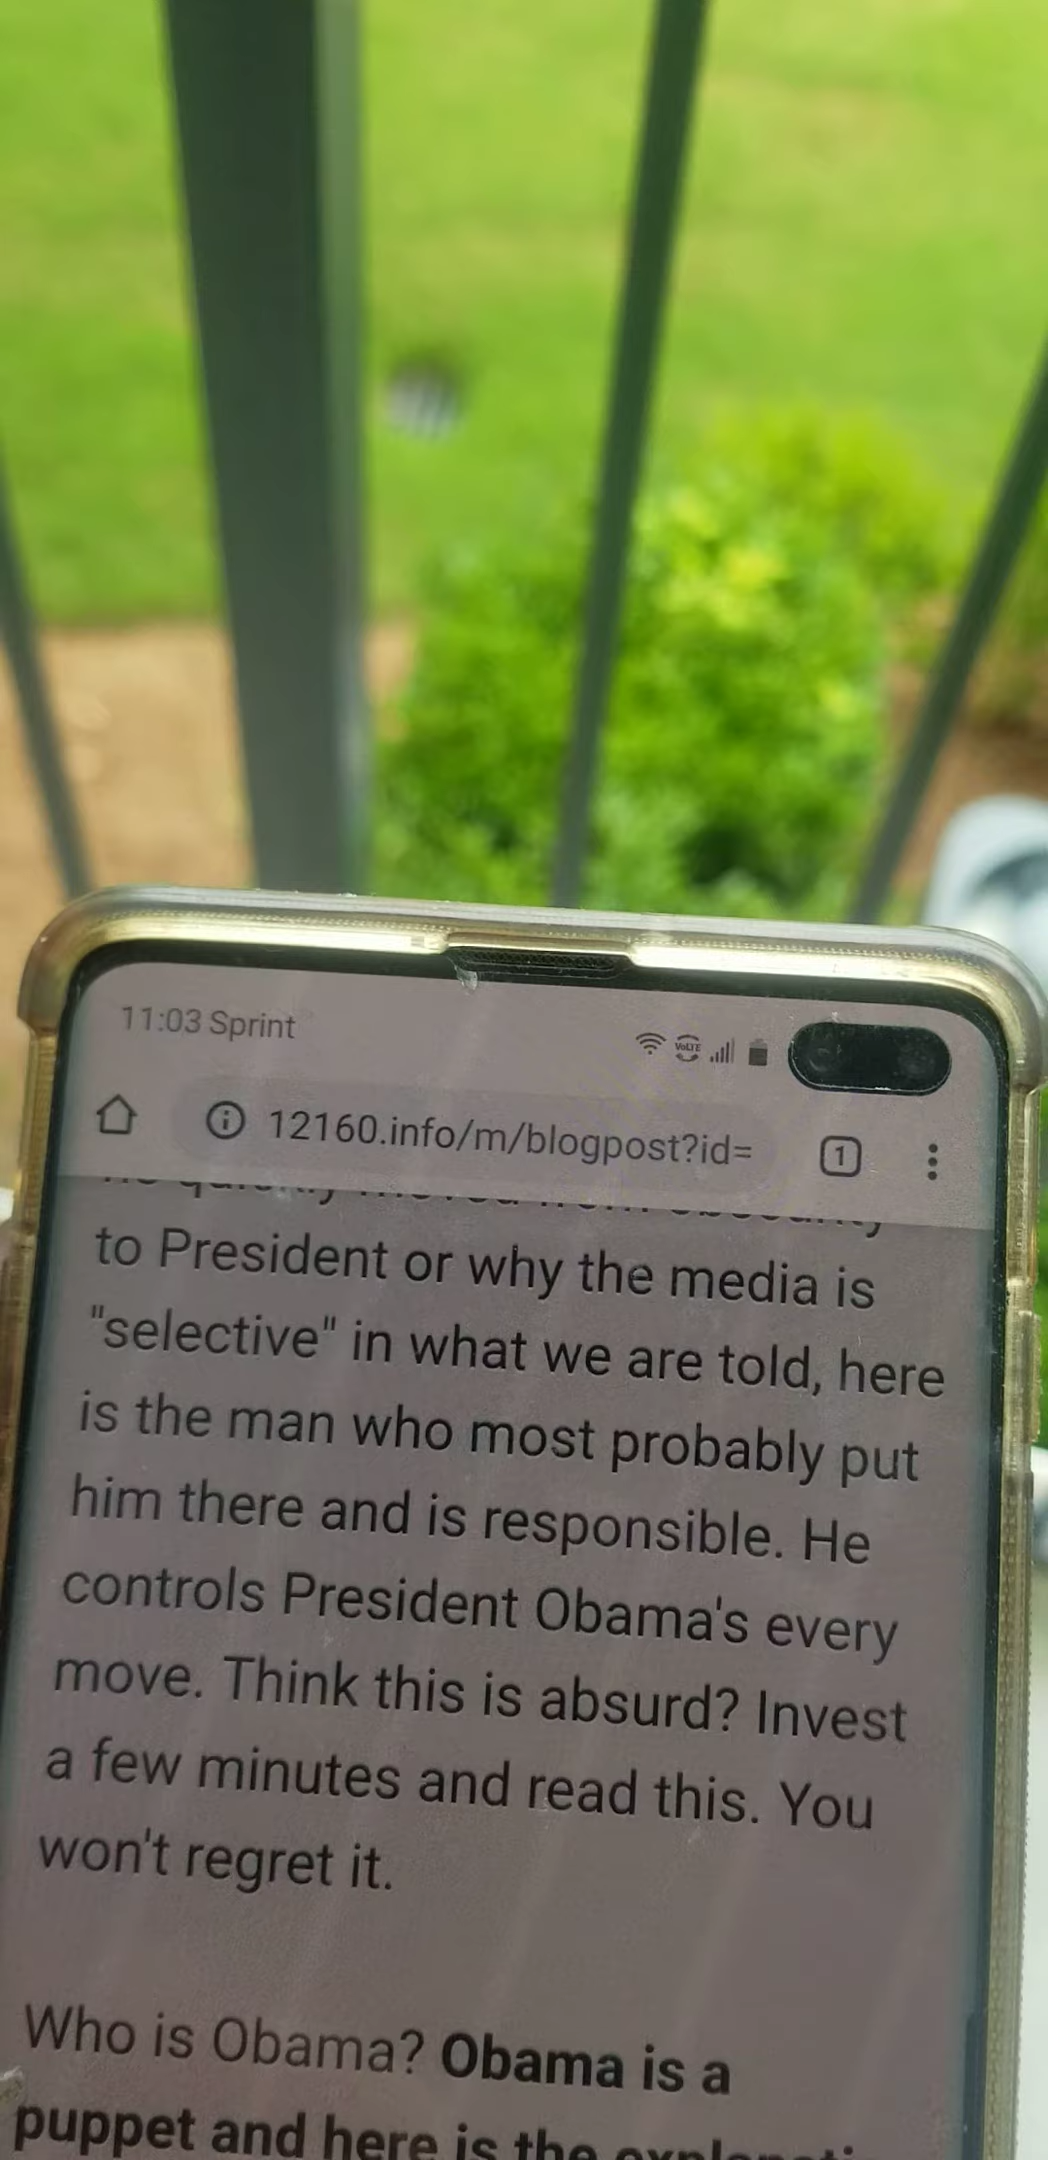 11:03 Sprint
VoLTE
12160.info/m/blogpost?id=
1
to President or why the media is
"selective" in what we are told, here
is the man who most probably put
him there and is responsible. He
controls President Obama's every
move. Think this is absurd? Invest
a few minutes and read this. You
won't regret it.
Who is Obama? Obama is a
puppet and here is the